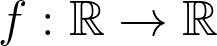 f : ℝ → ℝ